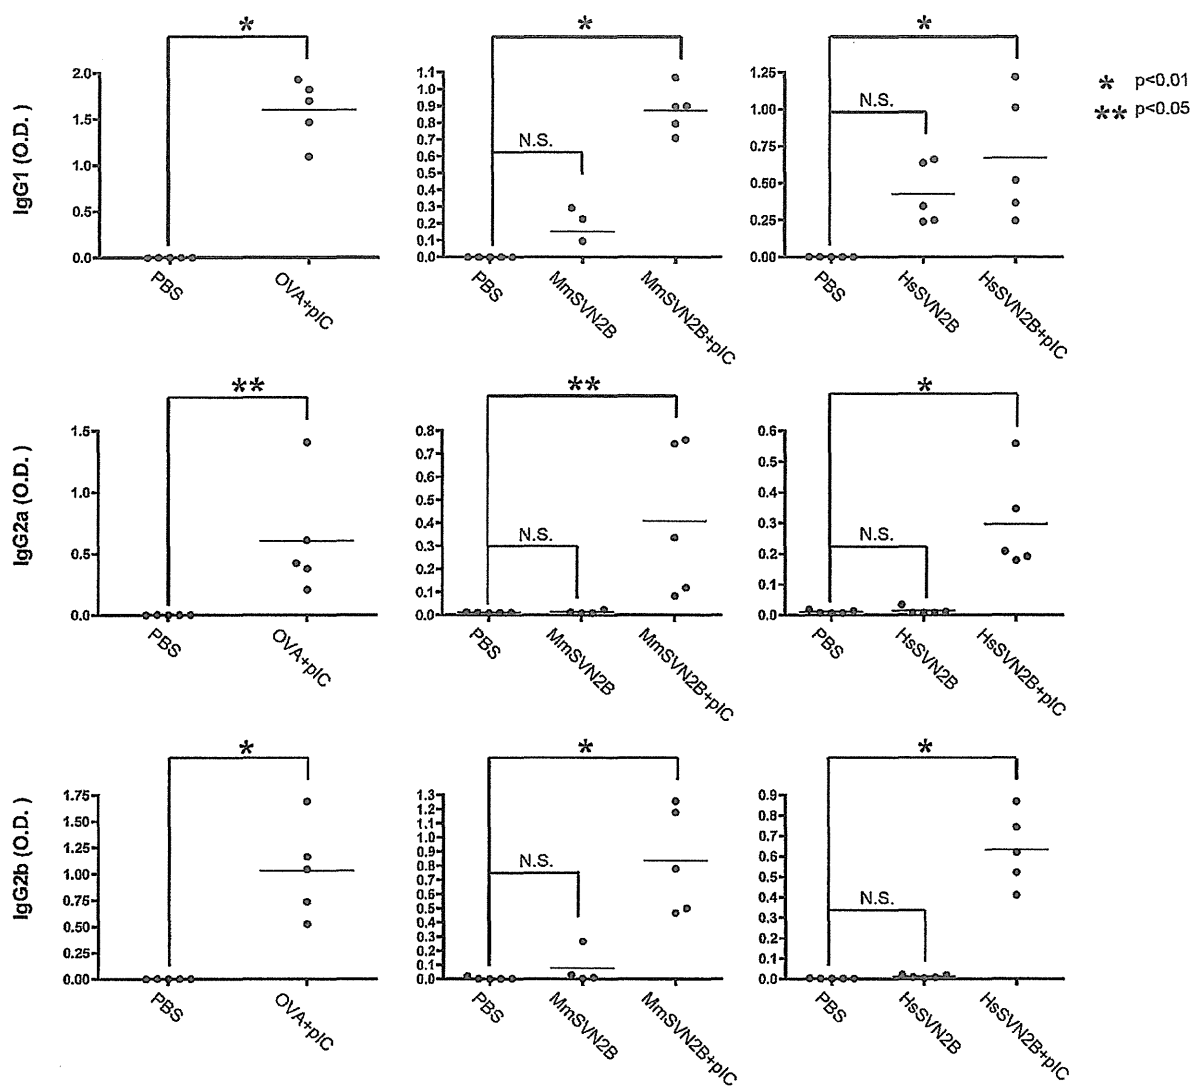 * p<0.01
** p<0.05
IgG1 (O.D.)
*
2.0
1.5
1.0
0.5
0.0
PBS
OVA+pIC
*
N.S.
1.1
1.0
0.9
0.8
0.7
0.6
0.5
0.4
0.3
0.2
0.1
0.0
PBS
MmSVN2B
MmSVN2B+pIC
*
N.S.
1.25
1.00
0.75
0.50
0.25
0.00
PBS
HsSVN2B
HsSVN2B+pIC
IgG2a (O.D.)
**
1.5
1.0
0.5
0.0
PBS
OVA+pIC
**
N.S.
0.8
0.7
0.6
0.5
0.4
0.3
0.2
0.1
0.0
PBS
MmSVN2B
MmSVN2B+pIC
*
N.S.
0.6
0.5
0.4
0.3
0.2
0.1
0.0
PBS
HsSVN2B
HsSVN2B+pIC
IgG2b (O.D.)
*
1.75
1.50
1.25
1.00
0.75
0.50
0.25
0.00
PBS
OVA+pIC
*
N.S.
1.3
1.2
1.1
1.0
0.9
0.8
0.7
0.6
0.5
0.4
0.3
0.2
0.1
0.0
PBS
MmSVN2B
MmSVN2B+pIC
*
N.S.
0.9
0.8
0.7
0.6
0.5
0.4
0.3
0.2
0.1
0.0
PBS
HsSVN2B
HsSVN2B+pIC